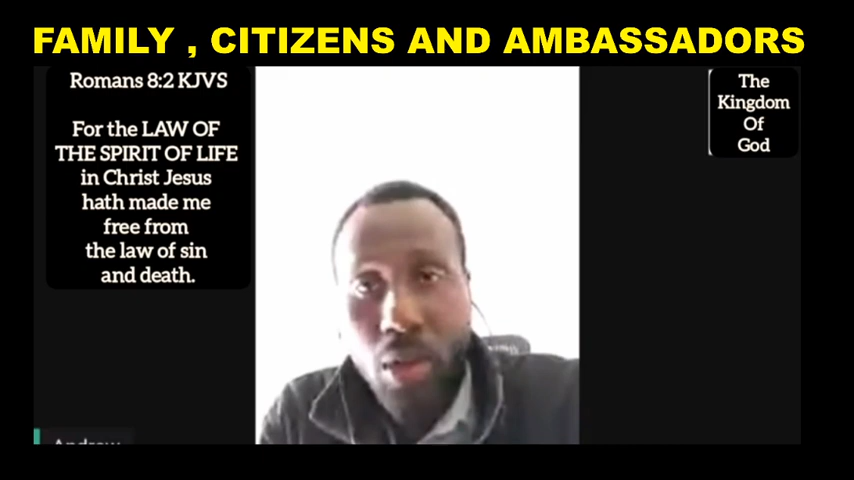 FAMILY , CITIZENS AND AMBASSADORS
Romans 8:2 KJVS
For the LAW OF
THE SPIRIT OF LIFE
in Christ Jesus
hath made me
free from
the law of sin
and death.
The
Kingdom
Of
God
Andrew